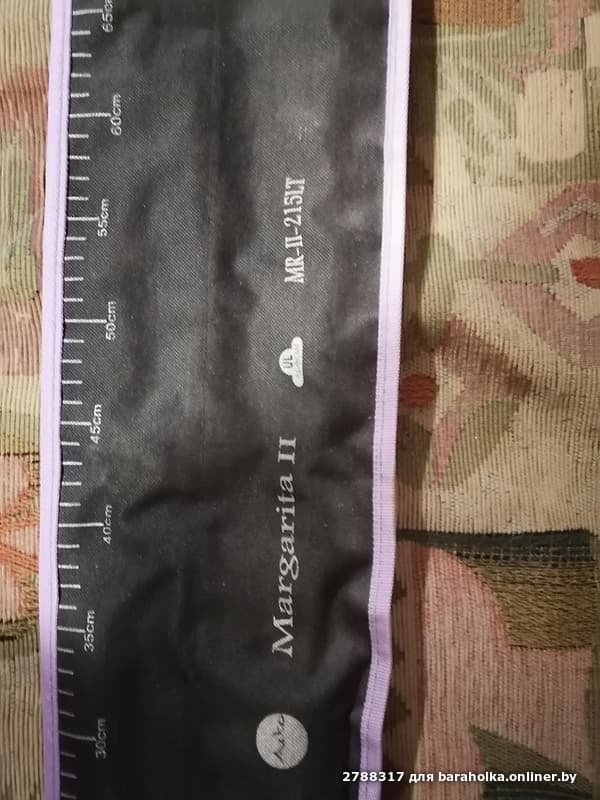 65cm
60cm
55cm
50cm
45cm
40cm
35cm
30cm
Margarita II
UL
MR-II-215LT
2788317 для baraholka.onliner.by